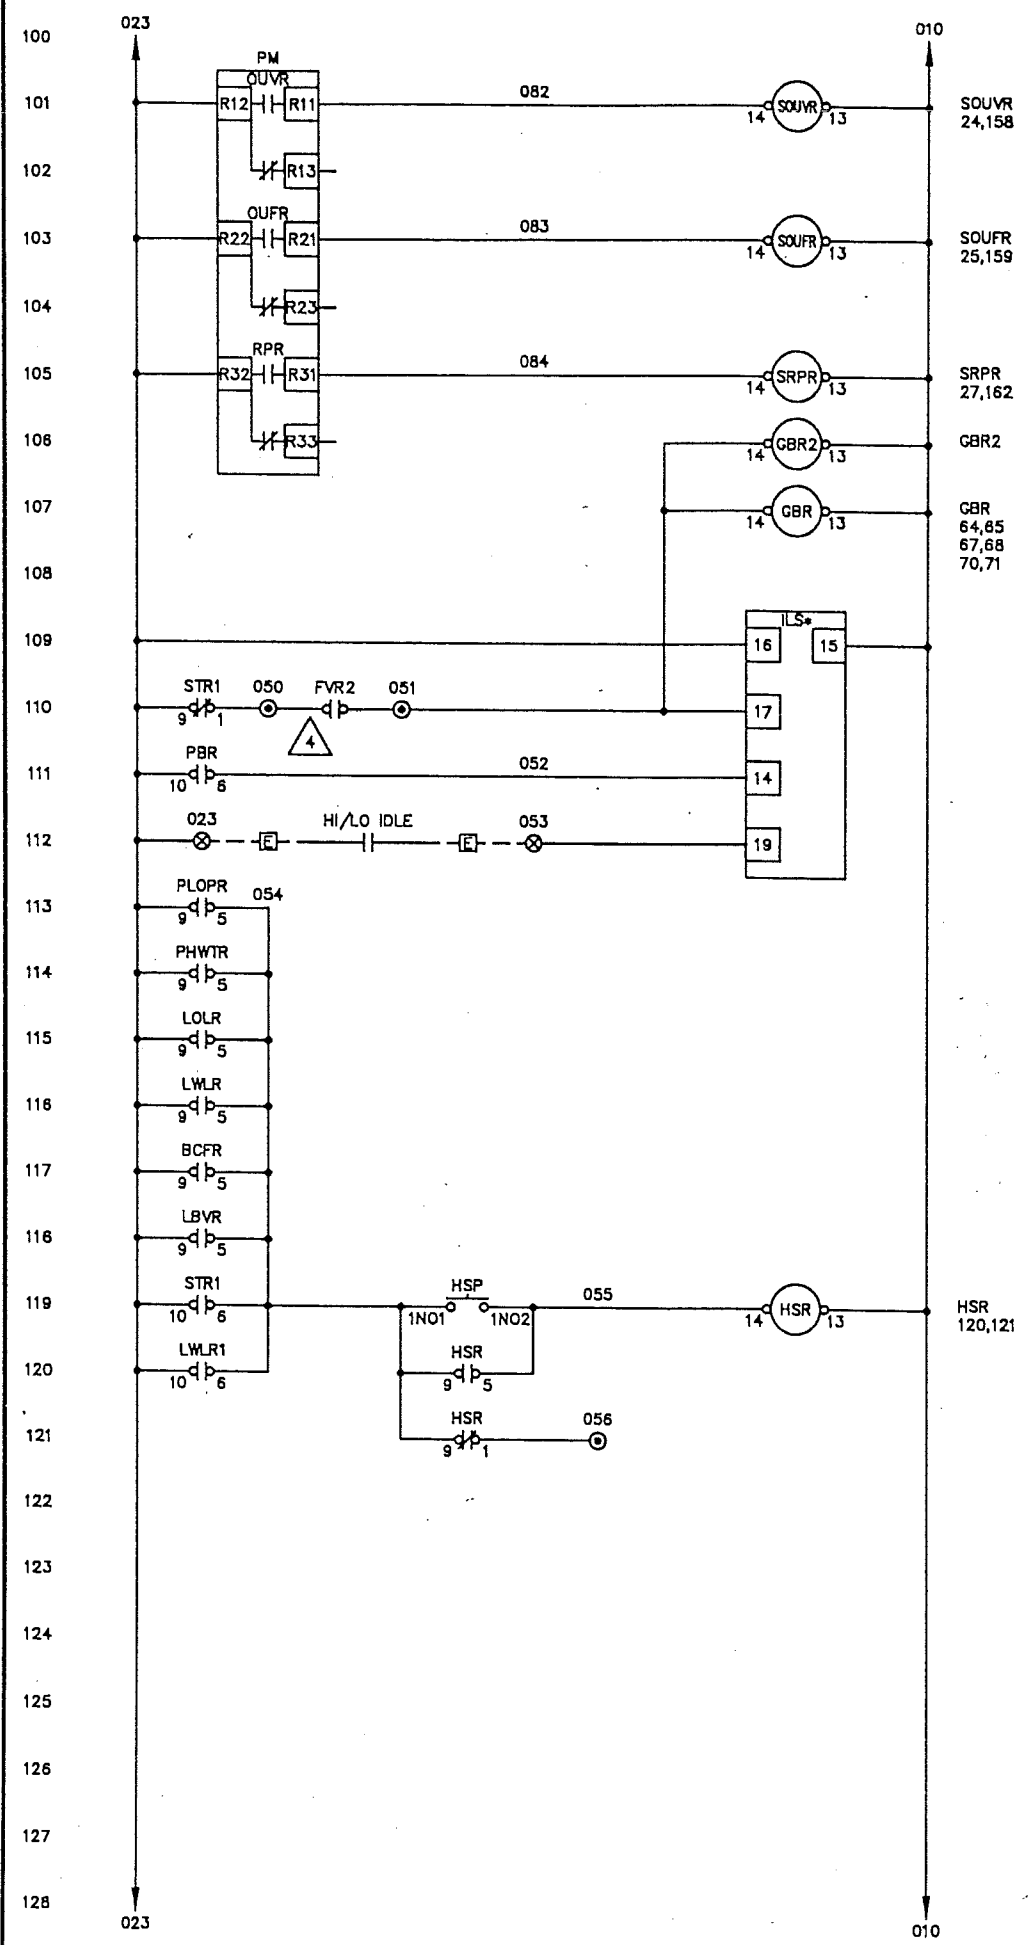 023
010
100
PM
OUVR
101
R12
R11
082
14
SOUVR
13
SOUVR
24,158
102
R13
OUFR
103
R22
R21
083
14
SOUFR
13
SOUFR
25,159
104
R23
RPR
105
R32
R31
084
14
SRPR
13
SRPR
27,162
106
R33
14
GBR2
13
GBR2
107
14
GBR
13
GBR
64,65
67,68
70,71
108
ILS*
109
16
15
110
STR1
9
1
050
FVR2
051
17
4
111
PBR
10
6
052
14
112
023
E
HI/LO IDLE
E
053
19
113
PLOPR
9
5
054
114
PHWTR
9
5
115
LOLR
9
5
116
LWLR
9
5
117
BCFR
9
5
118
LBVR
9
5
119
STR1
10
6
HSP
1NO1
1NO2
055
14
HSR
13
HSR
120,121
120
LWLR1
10
6
HSR
9
5
121
HSR
9
1
056
122
123
124
125
126
127
128
023
010